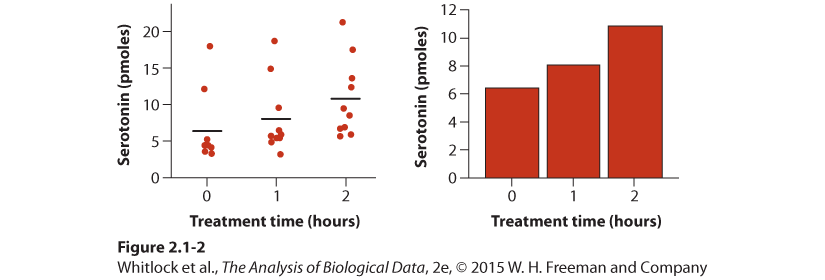 Serotonin (pmoles)
20
15
10
5
0
0 1 2
Treatment time (hours)
Serotonin (pmoles)
12
10
8
6
4
2
0
0 1 2
Treatment time (hours)
Figure 2.1-2
Whitlock et al., The Analysis of Biological Data, 2e, © 2015 W. H. Freeman and Company